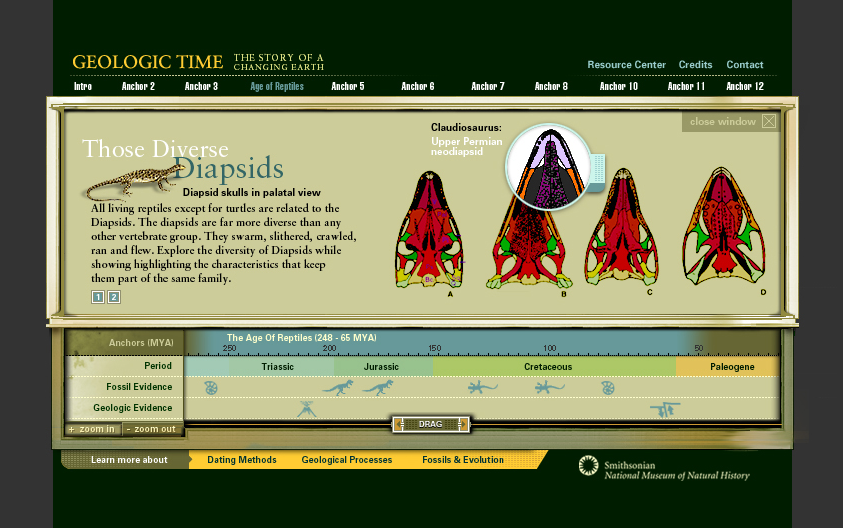 GEOLOGIC TIME
THE STORY OF A
CHANGING EARTH
Resource Center Credits Contact
Intro Anchor 2 Anchor 3 Age of Reptiles Anchor 5 Anchor 6 Anchor 7 Anchor 8 Anchor 10 Anchor 11 Anchor 12
close window
Those Diverse
Diapsids
Diapsid skulls in palatal view
All living reptiles except for turtles are related to the
Diapsids. The diapsids are far more diverse than any
other vertebrate group. They swarm, slithered, crawled,
ran and flew. Explore the diversity of Diapsids while
showing highlighting the characteristics that keep
them part of the same family.
1 2
Claudiosaurus:
Upper Permian
neodiapsid
A B C D
Anchors (MYA)
The Age Of Reptiles (248 - 65 MYA)
250 200 150 100 50
Period Triassic Jurassic Cretaceous Paleogene
Fossil Evidence
Geologic Evidence
+ zoom in - zoom out
DRAG
Learn more about Dating Methods Geological Processes Fossils & Evolution
Smithsonian
National Museum of Natural History